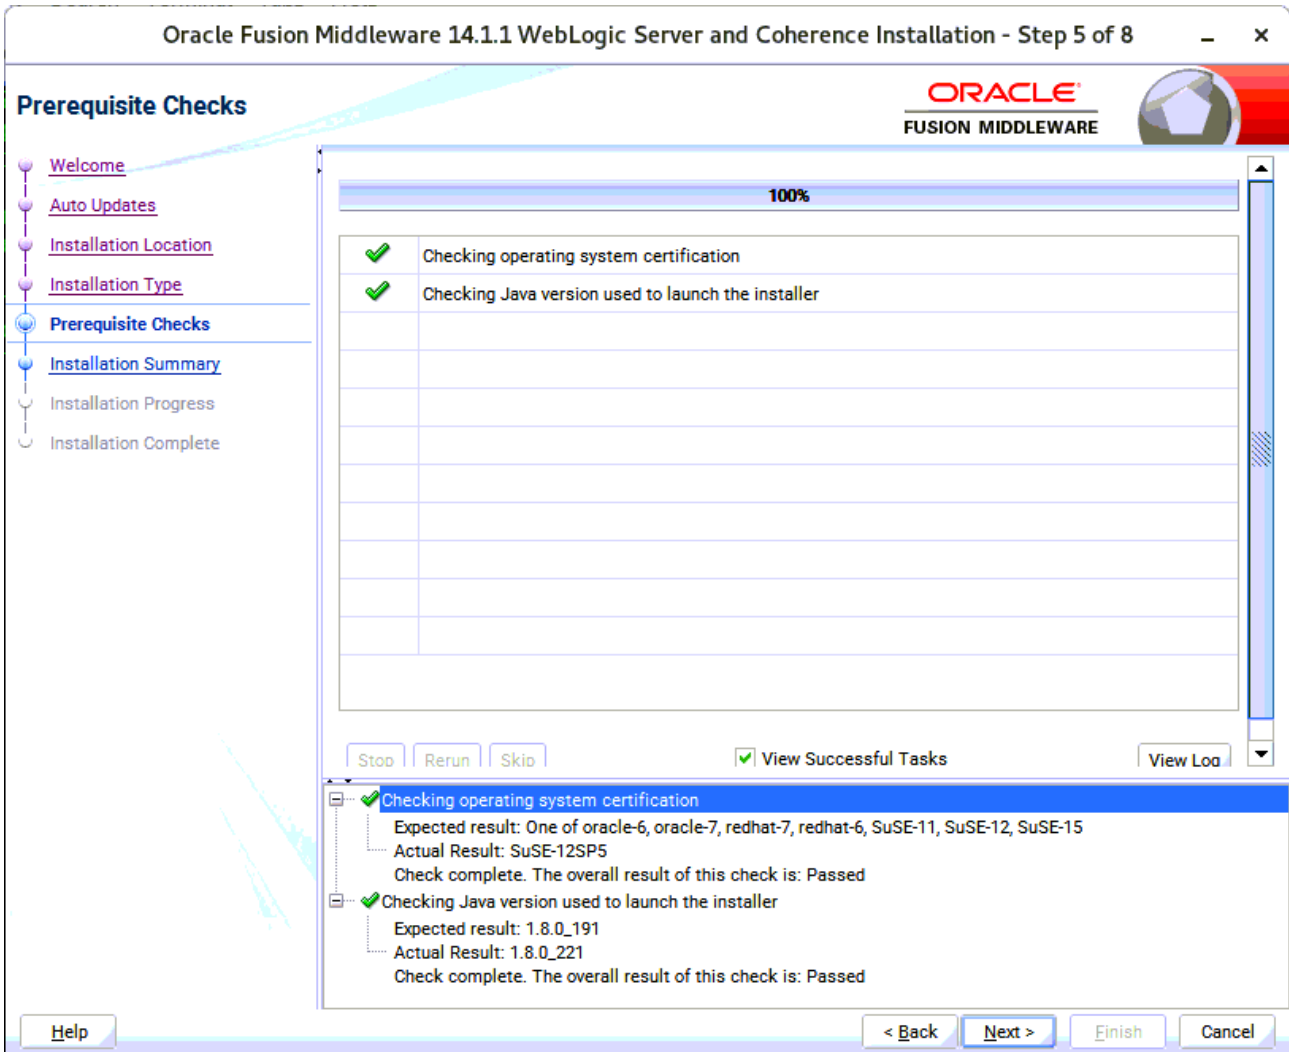 Oracle Fusion Middleware 14.1.1 WebLogic Server and Coherence Installation - Step 5 of 8
Prerequisite Checks
ORACLE
FUSION MIDDLEWARE
Welcome
Auto Updates
Installation Location
Installation Type
Prerequisite Checks
Installation Summary
Installation Progress
Installation Complete
100%
Checking operating system certification
Checking Java version used to launch the installer
Stop Rerun Skip View Successful Tasks View Log
Checking operating system certification
Expected result: One of oracle-6, oracle-7, redhat-7, redhat-6, SuSE-11, SuSE-12, SuSE-15
Actual Result: SuSE-12SP5
Check complete. The overall result of this check is: Passed
Checking Java version used to launch the installer
Expected result: 1.8.0_191
Actual Result: 1.8.0_221
Check complete. The overall result of this check is: Passed
Help < Back Next > Finish Cancel